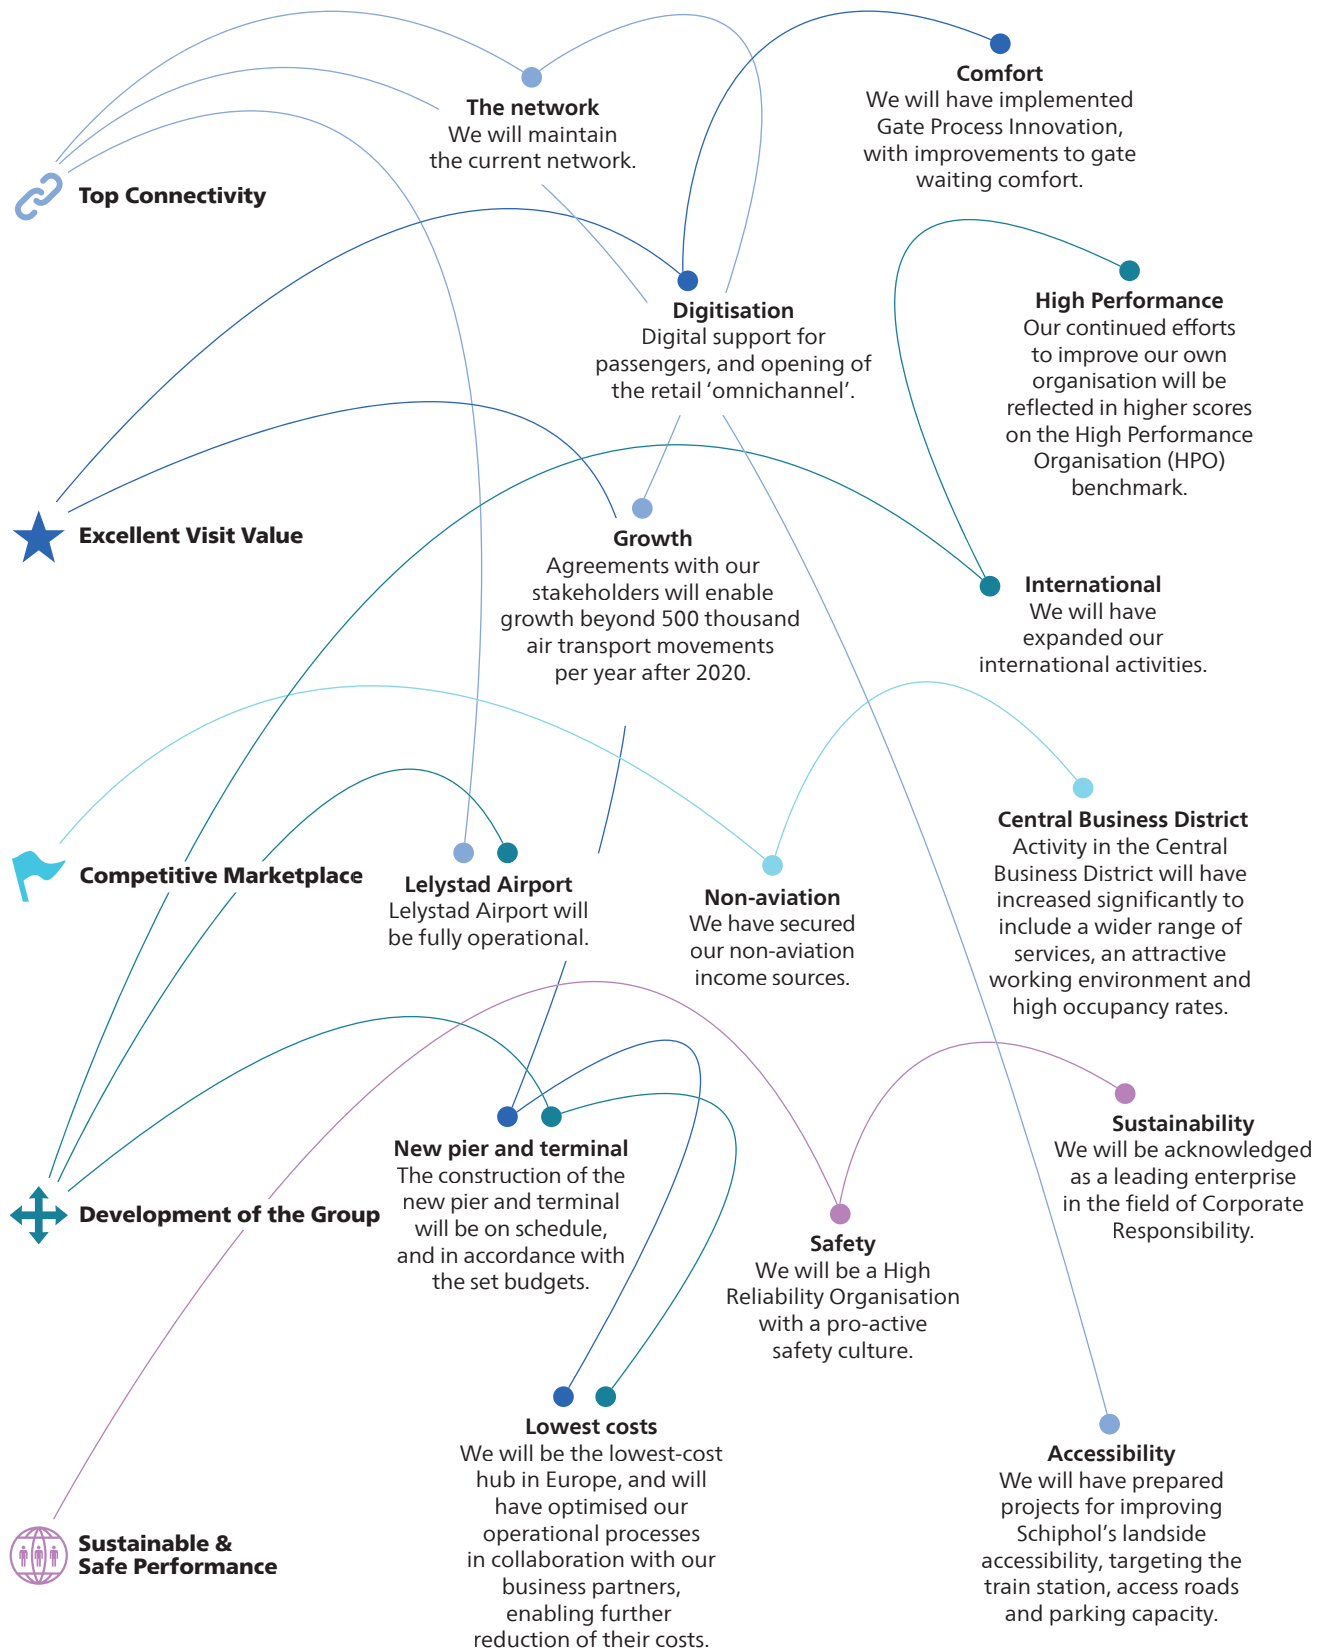 Comfort
We will have implemented
Gate Process Innovation,
with improvements to gate
waiting comfort.
The network
We will maintain
the current network.
Top Connectivity
High Performance
Our continued efforts
to improve our own
organisation will be
reflected in higher scores
on the High Performance
Organisation (HPO)
benchmark.
Digitisation
Digital support for
passengers, and opening of
the retail ‘omnichannel’.
Excellent Visit Value
Growth
Agreements with our
stakeholders will enable
growth beyond 500 thousand
air transport movements
per year after 2020.
International
We will have
expanded our
international activities.
Competitive Marketplace
Lelystad Airport
Lelystad Airport will
be fully operational.
Non-aviation
We have secured
our non-aviation
income sources.
Central Business District
Activity in the Central
Business District will have
increased significantly to
include a wider range of
services, an attractive
working environment and
high occupancy rates.
New pier and terminal
The construction of the
new pier and terminal
will be on schedule,
and in accordance with
the set budgets.
Development of the Group
Sustainability
We will be acknowledged
as a leading enterprise
in the field of Corporate
Responsibility.
Safety
We will be a High
Reliability Organisation
with a pro-active
safety culture.
Lowest costs
We will be the lowest-cost
hub in Europe, and will
have optimised our
operational processes
in collaboration with our
business partners,
enabling further
reduction of their costs.
Accessibility
We will have prepared
projects for improving
Schiphol’s landside
accessibility, targeting the
train station, access roads
and parking capacity.
Sustainable &
Safe Performance